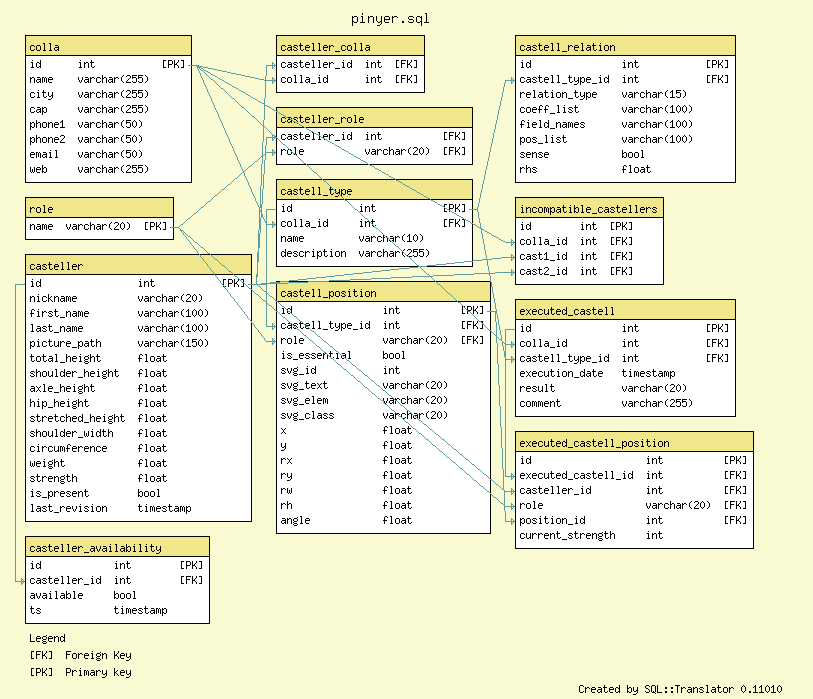 pinyer.sql
colla
id int [PK]
name varchar(255)
city varchar(255)
cap varchar(255)
phone1 varchar(50)
phone2 varchar(50)
email varchar(50)
web varchar(255)
role
name varchar(20) [PK]
casteller
id int [PK]
nickname varchar(20)
first_name varchar(100)
last_name varchar(100)
picture_path varchar(150)
total_height float
shoulder_height float
axle_height float
hip_height float
stretched_height float
shoulder_width float
circumference float
weight float
strength float
is_present bool
last_revision timestamp
casteller_availability
id int [PK]
casteller_id int [FK]
available bool
ts timestamp
casteller_colla
casteller_id int [FK]
colla_id int [FK]
casteller_role
casteller_id int [FK]
role varchar(20) [FK]
castell_type
id int [PK]
colla_id int [FK]
name varchar(10)
description varchar(255)
castell_position
id int [PK]
castell_type_id int [FK]
role varchar(20) [FK]
is_essential bool
svg_id int
svg_text varchar(20)
svg_elem varchar(20)
svg_class varchar(20)
x float
y float
rx float
ry float
rw float
rh float
angle float
castell_relation
id int [PK]
castell_type_id int [FK]
relation_type varchar(15)
coeff_list varchar(100)
field_names varchar(100)
pos_list varchar(100)
sense bool
rhs float
incompatible_castellers
id int [PK]
colla_id int [FK]
cast1_id int [FK]
cast2_id int [FK]
executed_castell
id int [PK]
colla_id int [FK]
castell_type_id int [FK]
execution_date timestamp
result varchar(20)
comment varchar(255)
executed_castell_position
id int [PK]
executed_castell_id int [FK]
casteller_id int [FK]
role varchar(20) [FK]
position_id int [FK]
current_strength int
Legend
[FK] Foreign Key
[PK] Primary key
Created by SQL::Translator 0.11010